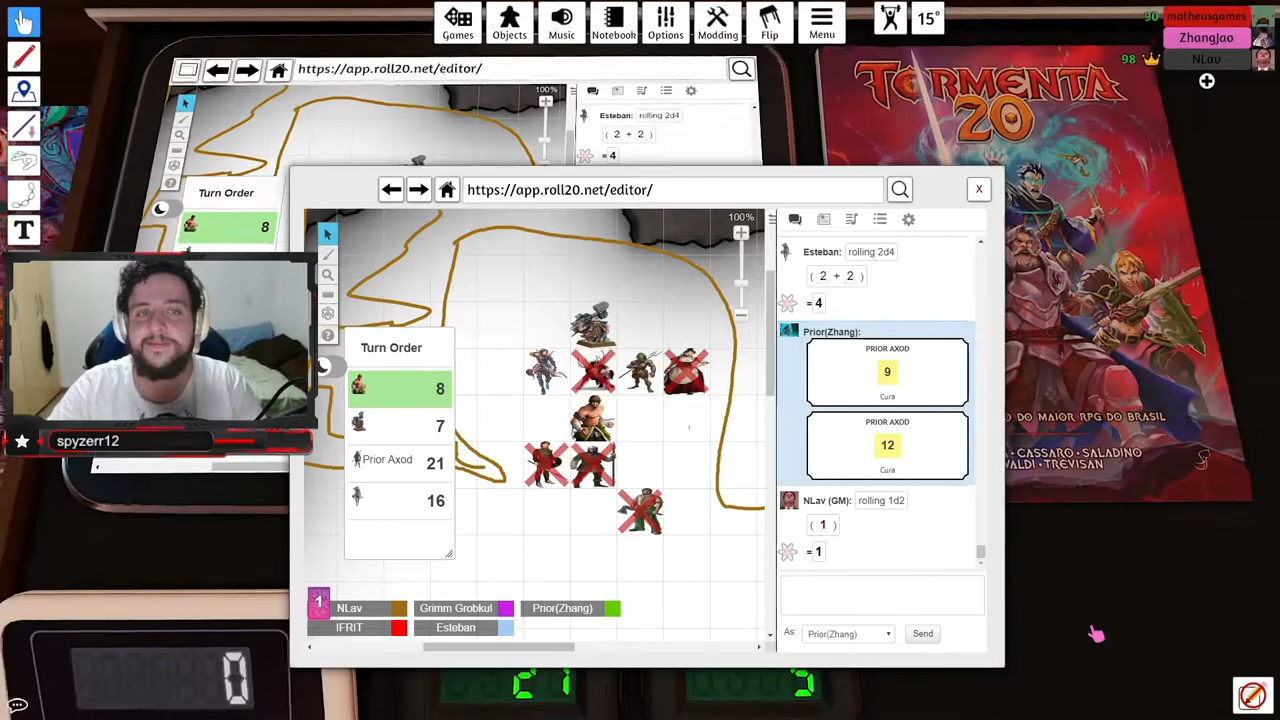 Games Objects Music Notebook Options Modding Flip Menu 15°
90 matheusgames
ZhangJao
98 NLav
https://app.roll20.net/editor/
100%
Esteban: rolling 2d4
( 2 + 2 )
= 4
Turn Order
8
TORMENTA
20
https://app.roll20.net/editor/ X
100%
Esteban: rolling 2d4
( 2 + 2 )
= 4
Turn Order
8
7
Prior Axod 21
16
Prior(Zhang):
PRIOR AXOD
9
Cura
PRIOR AXOD
12
Cura
NLav (GM): rolling 1d2
( 1 )
= 1
1 NLav Grimm Grobkul Prior(Zhang)
IFRIT Esteban
As: Prior(Zhang) Send
spyzerr12
T
DO MAIOR RPG DO BRASIL
CASSARO SALADINO
TREVISAN
0